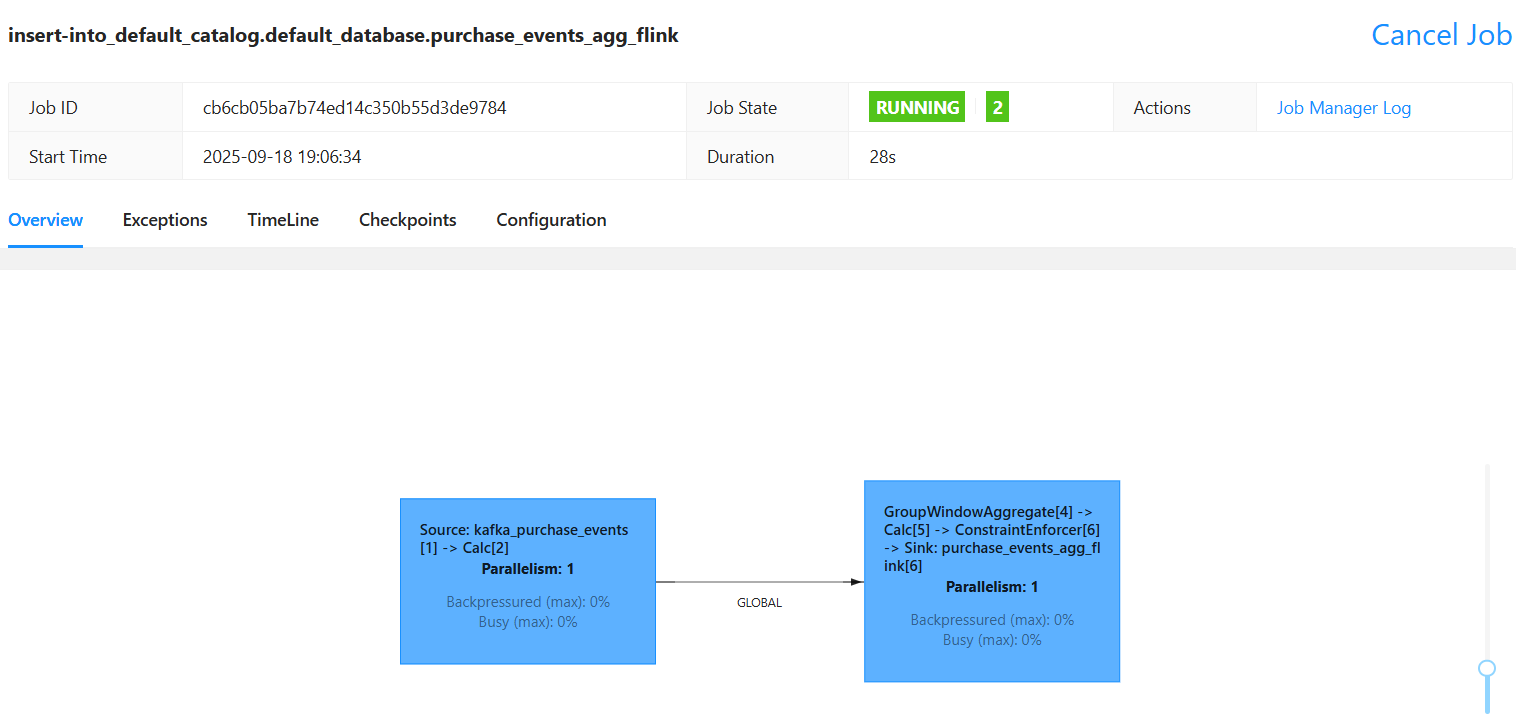 insert-into_default_catalog.default_database.purchase_events_agg_flink
Cancel Job
Job ID
cb6cb05ba7b74ed14c350b55d3de9784
Job State
RUNNING 2
Actions
Job Manager Log
Start Time
2025-09-18 19:06:34
Duration
28s
Overview Exceptions TimeLine Checkpoints Configuration
Source: kafka_purchase_events
[1] -> Calc[2]
Parallelism: 1
Backpressured (max): 0%
Busy (max): 0%
GLOBAL
GroupWindowAggregate[4] ->
Calc[5] -> ConstraintEnforcer[6]
-> Sink: purchase_events_agg_fl
ink[6]
Parallelism: 1
Backpressured (max): 0%
Busy (max): 0%